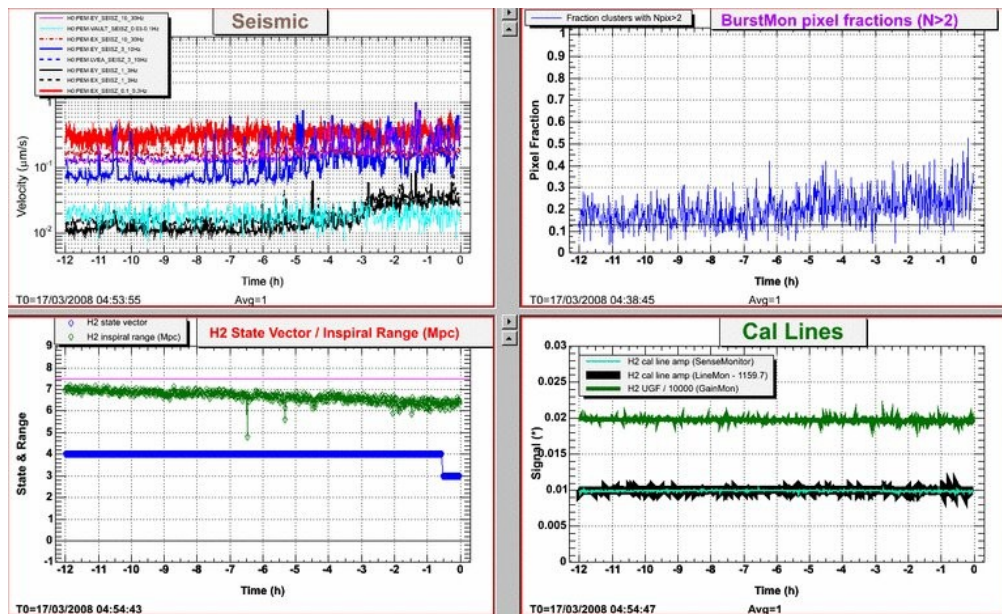 Seismic
H0:PEM-EY_SEISZ_10_30Hz
H0:PEM-VAULT_SEISZ_0.03-0.1Hz
H0:PEM-EX_SEISZ_10_30Hz
H0:PEM-EY_SEISZ_3_10Hz
H0:PEM-LVEA_SEISZ_3_10Hz
H0:PEM-EY_SEISZ_1_3Hz
H0:PEM-EX_SEISZ_1_3Hz
H0:PEM-EX_SEISZ_0.1_0.3Hz
Velocity (μm/s)
1
10-1
10-2
-12 -11 -10 -9 -8 -7 -6 -5 -4 -3 -2 -1 0
Time (h)
T0=17/03/2008 04:53:55 Avg=1
Fraction clusters with Npix>2
BurstMon pixel fractions (N>2)
Pixel Fraction
1
0.9
0.8
0.7
0.6
0.5
0.4
0.3
0.2
0.1
0
-12 -11 -10 -9 -8 -7 -6 -5 -4 -3 -2 -1 0
Time (h)
T0=17/03/2008 04:38:45 Avg=1
H2 state vector
H2 inspiral range (Mpc)
H2 State Vector / Inspiral Range (Mpc)
State & Range
9
8
7
6
5
4
3
2
1
0
-1
-12 -11 -10 -9 -8 -7 -6 -5 -4 -3 -2 -1 0
Time (h)
T0=17/03/2008 04:54:43
Cal Lines
H2 cal line amp (SenseMonitor)
H2 cal line amp (LineMon - 1159.7)
H2 UGF / 10000 (GainMon)
Signal (*)
0.03
0.025
0.02
0.015
0.01
0.005
0
-12 -11 -10 -9 -8 -7 -6 -5 -4 -3 -2 -1 0
Time (h)
T0=17/03/2008 04:54:47 Avg=1